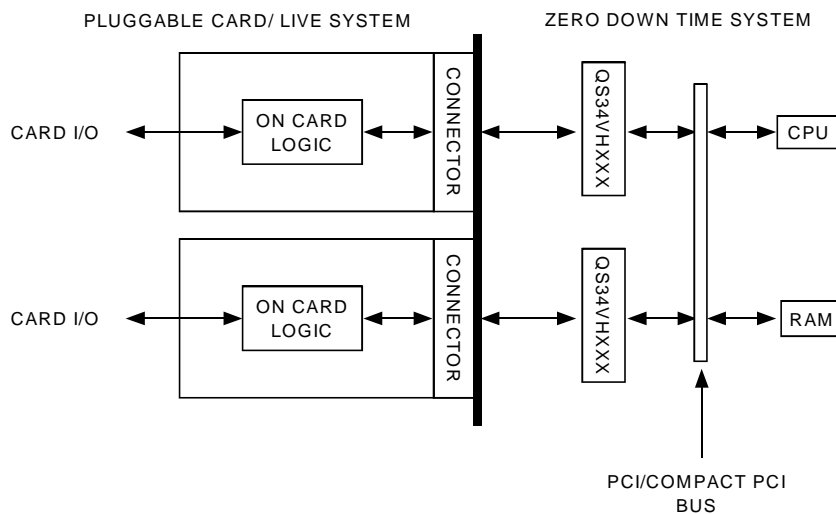 PLUGGABLE CARD/ LIVE SYSTEM
ZERO DOWN TIME SYSTEM
CARD I/O
ON CARD
LOGIC
CONNECTOR
QS34VHXXX
CPU
CARD I/O
ON CARD
LOGIC
CONNECTOR
QS34VHXXX
RAM
PCI/COMPACT PCI
BUS